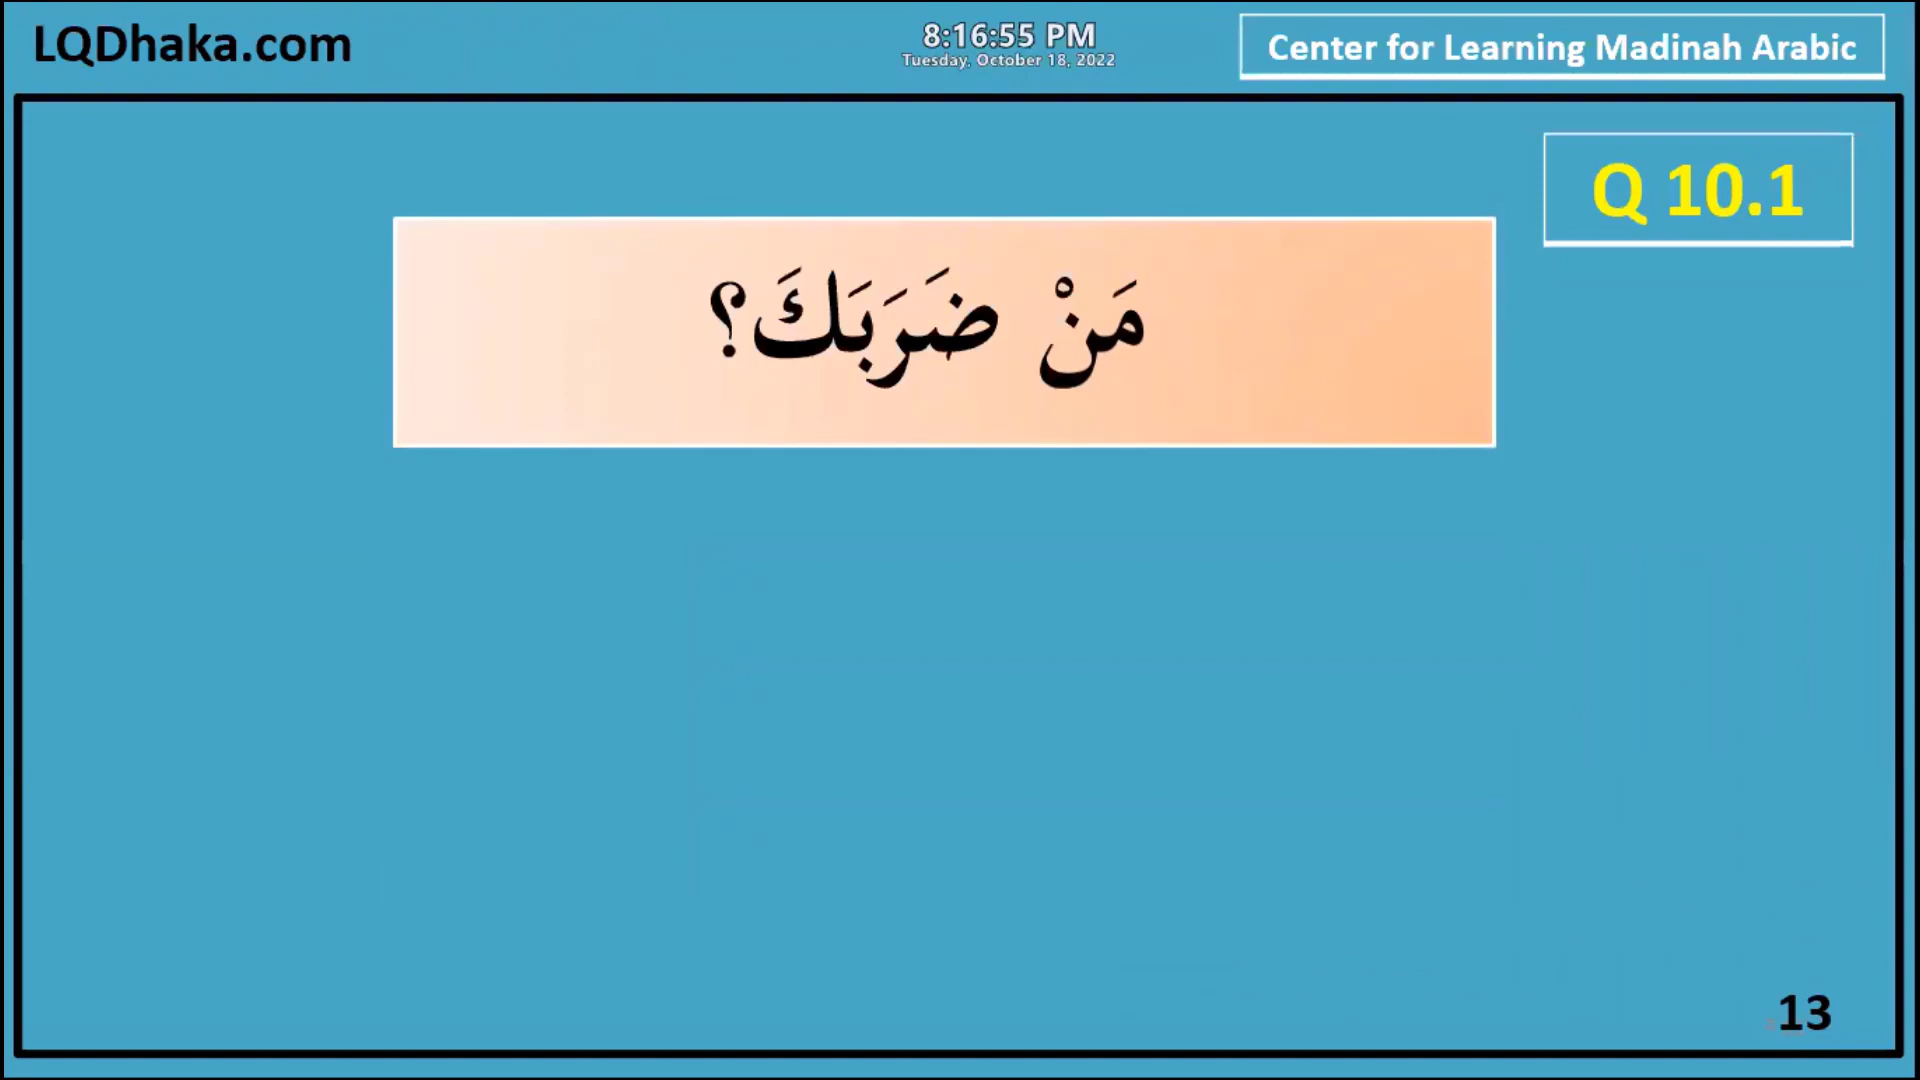 LQDhaka.com
8:16:55 PM
Tuesday, October 18, 2022
Center for Learning Madinah Arabic
Q 10.1
مَنْ ضَرَبَكَ؟
13